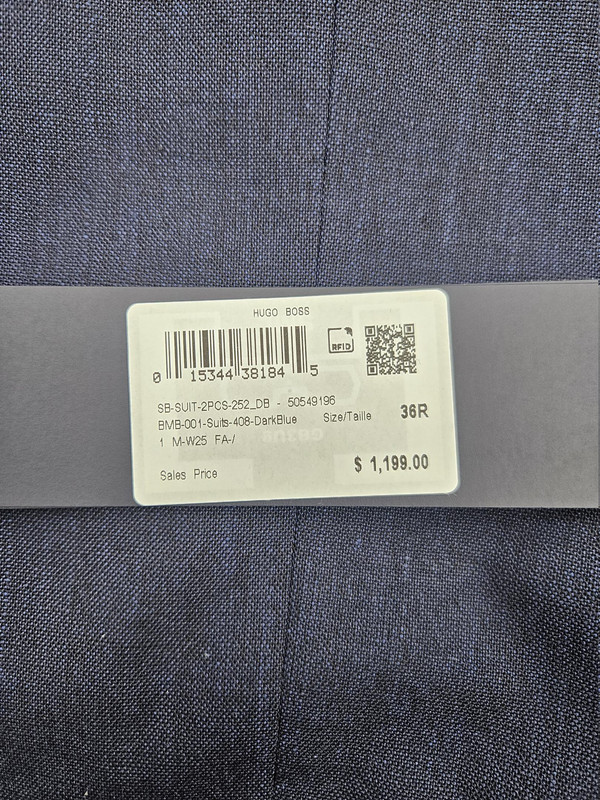 HUGO BOSS
RFID
0 15344 38184 5
SB-SUIT-2PCS-252_DB - 50549196
BMB-001-Suits-408-DarkBlue Size/Taille 36R
1 M-W25 FA-/
Sales Price $ 1,199.00